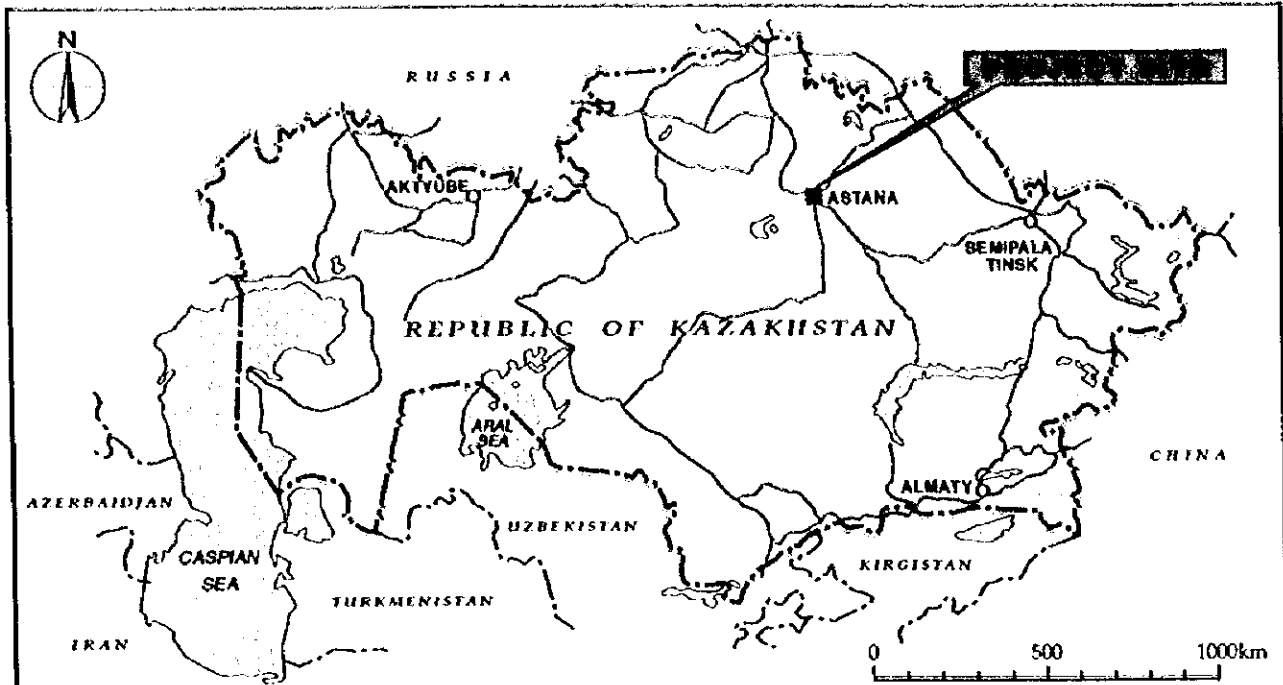 N
RUSSIA
AKTYUBE
ASTANA
SEMIPALA
TINSK
REPUBLIC OF KAZAKHSTAN
ARAL
SEA
ALMATY
CHINA
AZERBAIDJAN
UZBEKISTAN
CASPIAN
SEA
KIRGISTAN
TURKMENISTAN
IRAN
0 500 1000km